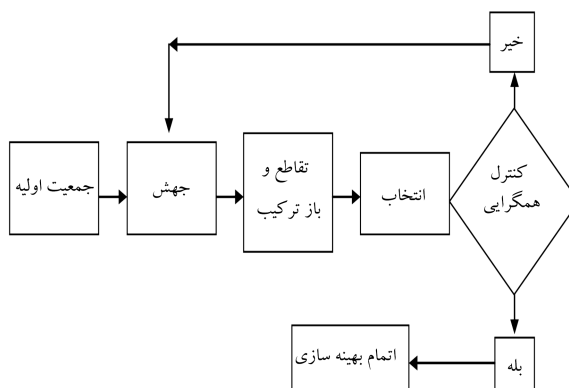 خیر
جمعیت اولیه
جهش
تقاطع و
باز ترکیب
انتخاب
کنترل
همگرایی
بله
اتمام بهینه سازی